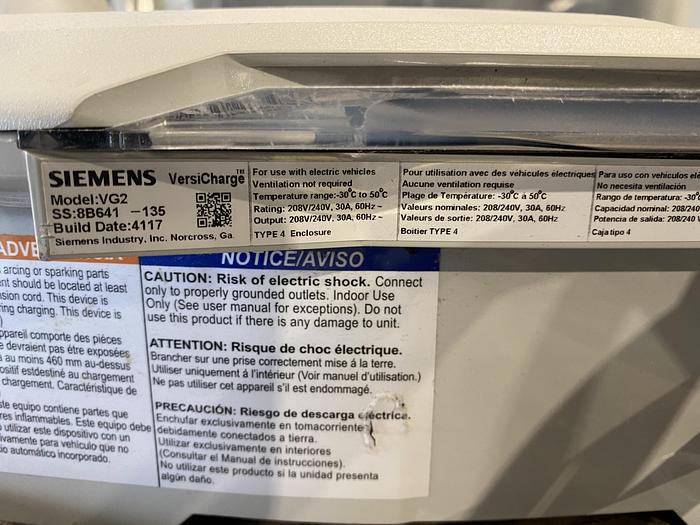 SIEMENS VersiCharge™
Model:VG2
SS:8B641 -135
Build Date:4117
Siemens Industry, Inc. Norcross, Ga.
For use with electric vehicles
Ventilation not required
Temperature range: -30°C to 50°C
Rating: 208V/240V, 30A, 60Hz~
Output: 208V/240V, 30A, 60Hz~
TYPE 4 Enclosure
Pour utilisation avec des véhicules électriques
Aucune ventilation requise
Plage de Température: -30°C à 50°C
Valeurs nominales: 208/240V, 30A, 60Hz~
Valeurs de sortie: 208/240V, 30A, 60Hz~
Boitier TYPE 4
Para uso con vehículos elé
No necesita ventilación
Rango de temperatura: -30°
Capacidad nominal: 208/240
Potencia de salida: 208/240 V
Caja tipo 4
ADVE
arcing or sparking parts
nt should be located at least
sion cord. This device is
ring charging. This device is
)
ppareil comporte des pièces
e devraient pas être exposées
à au moins 460 mm au-dessus
ositif estdestiné au chargement
chargement. Caractéristique de
ste equipo contiene partes que
res inflammables. Este equipo debe
utilizar este dispositivo con un
ivamente para vehículo que no
io automático incorporado.
NOTICE/AVISO
CAUTION: Risk of electric shock. Connect
only to properly grounded outlets. Indoor Use
Only (See user manual for exceptions). Do not
use this product if there is any damage to unit.
ATTENTION: Risque de choc électrique.
Brancher sur une prise correctement mise á la terre.
Utiliser uniquement à l'intérieur (Voir manuel d'utilisation.)
Ne pas utiliser cet appareil s'il est endommagé.
PRECAUCIÓN: Riesgo de descarga eléctrica.
Enchufar exclusivamente en tomacorriente
debidamente conectados a tierra.
Utilizar exclusivamente en interiores
(Consultar el Manual de instrucciones).
No utilizar este producto si la unidad presenta
algún daño.